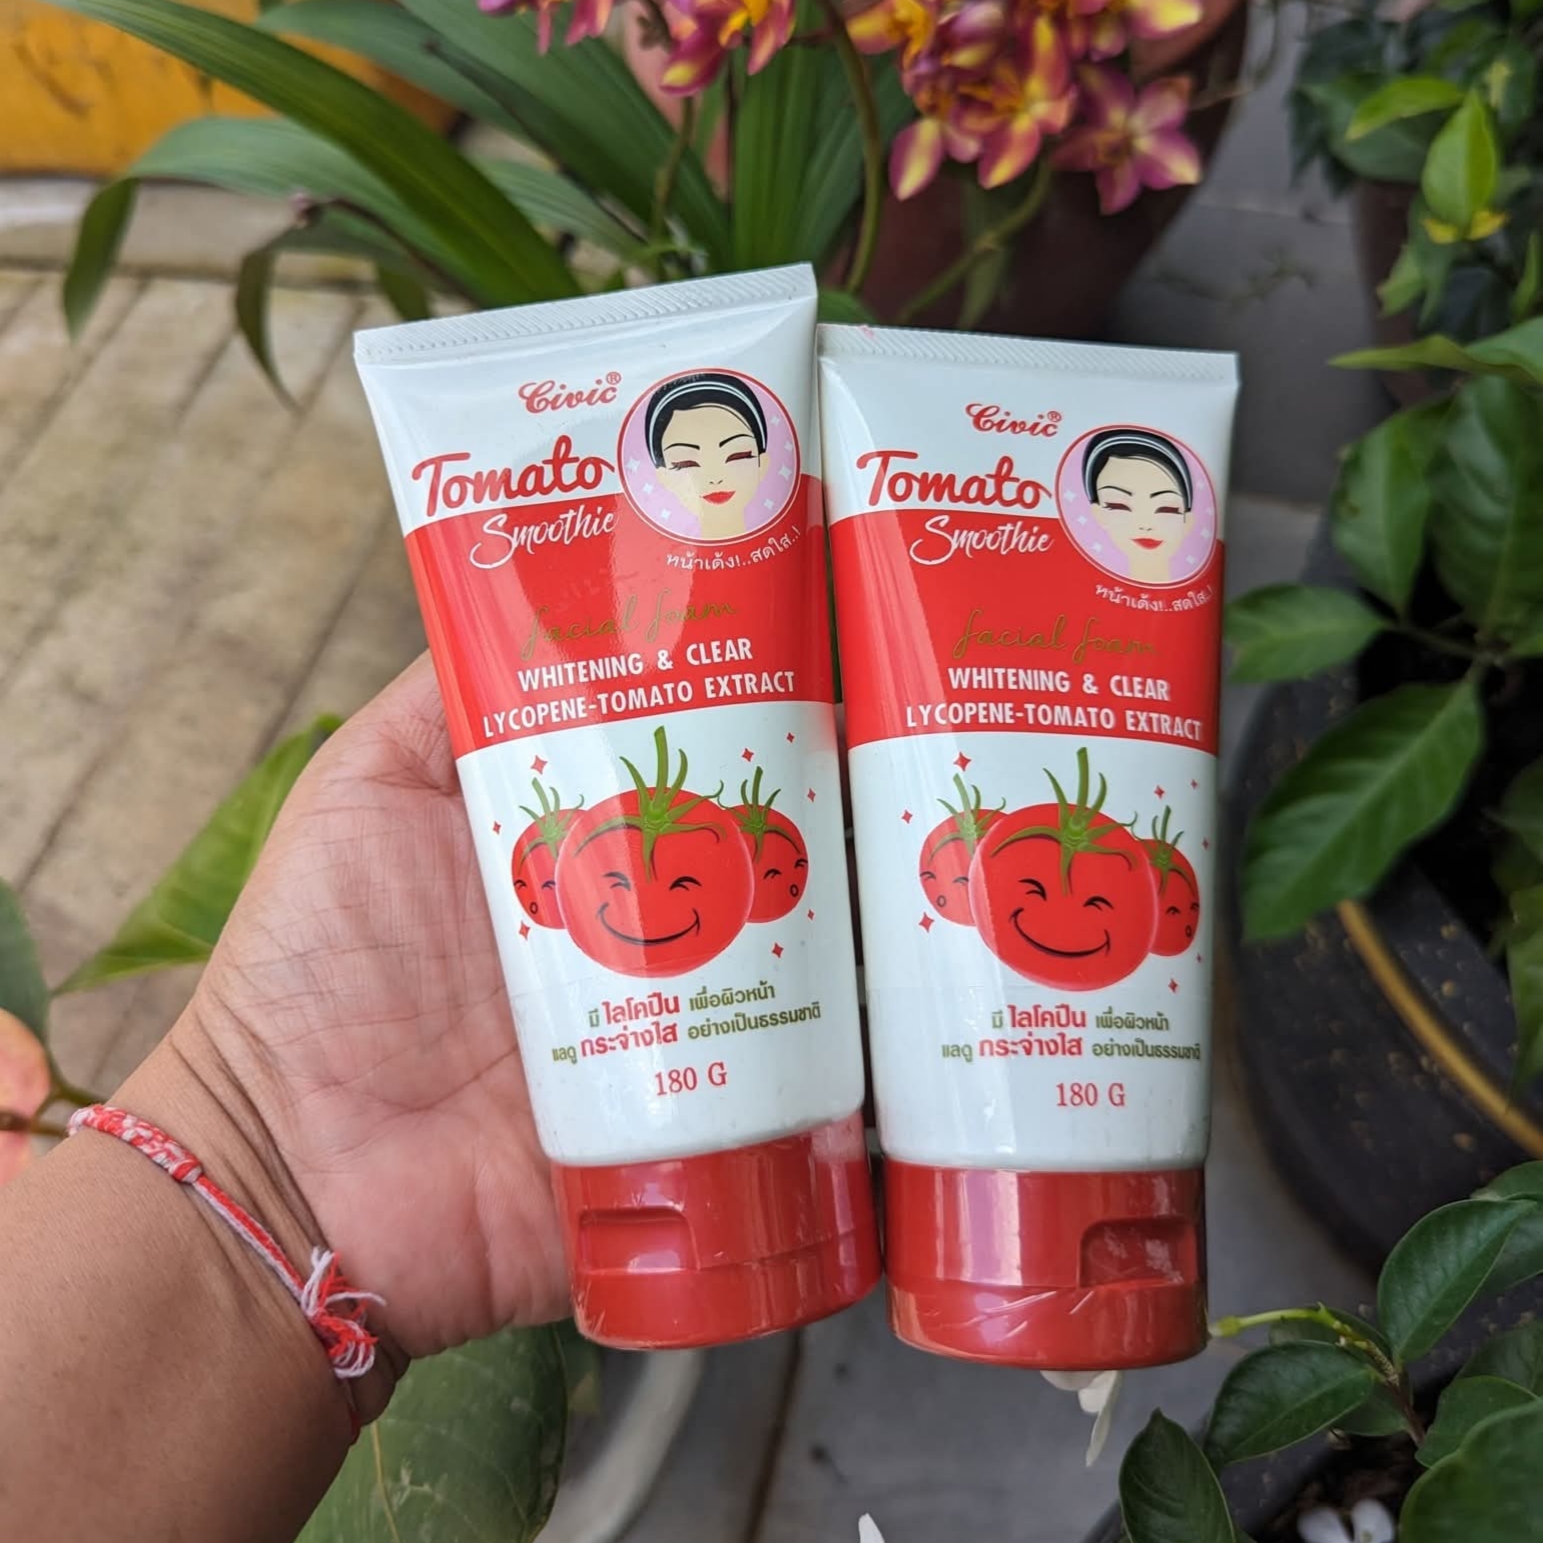 Civic®
Tomato
Smoothie
หน้าเด้ง!..สดใส..!
facial foam
WHITENING & CLEAR
LYCOPENE-TOMATO EXTRACT
มี ไลโคปีน เพื่อผิวหน้า
แลดู กระจ่างใส อย่างเป็นธรรมชาติ
180 G
Civic®
Tomato
Smoothie
หน้าเด้ง!..สดใส..!
facial foam
WHITENING & CLEAR
LYCOPENE-TOMATO EXTRACT
มี ไลโคปีน เพื่อผิวหน้า
แลดู กระจ่างใส อย่างเป็นธรรมชาติ
180 G